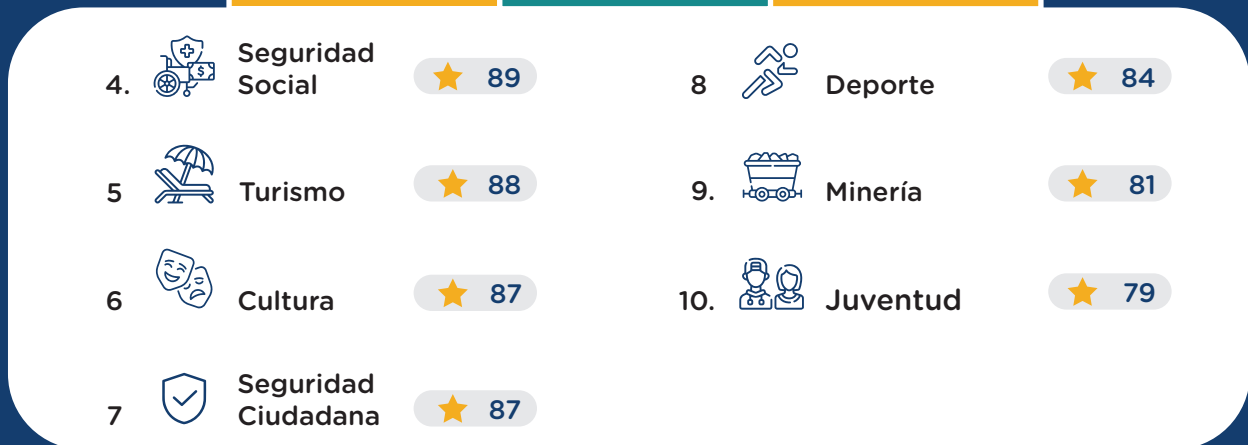 4. Seguridad Social 89
5 Turismo 88
6 Cultura 87
7 Seguridad Ciudadana 87
8 Deporte 84
9. Minería 81
10. Juventud 79